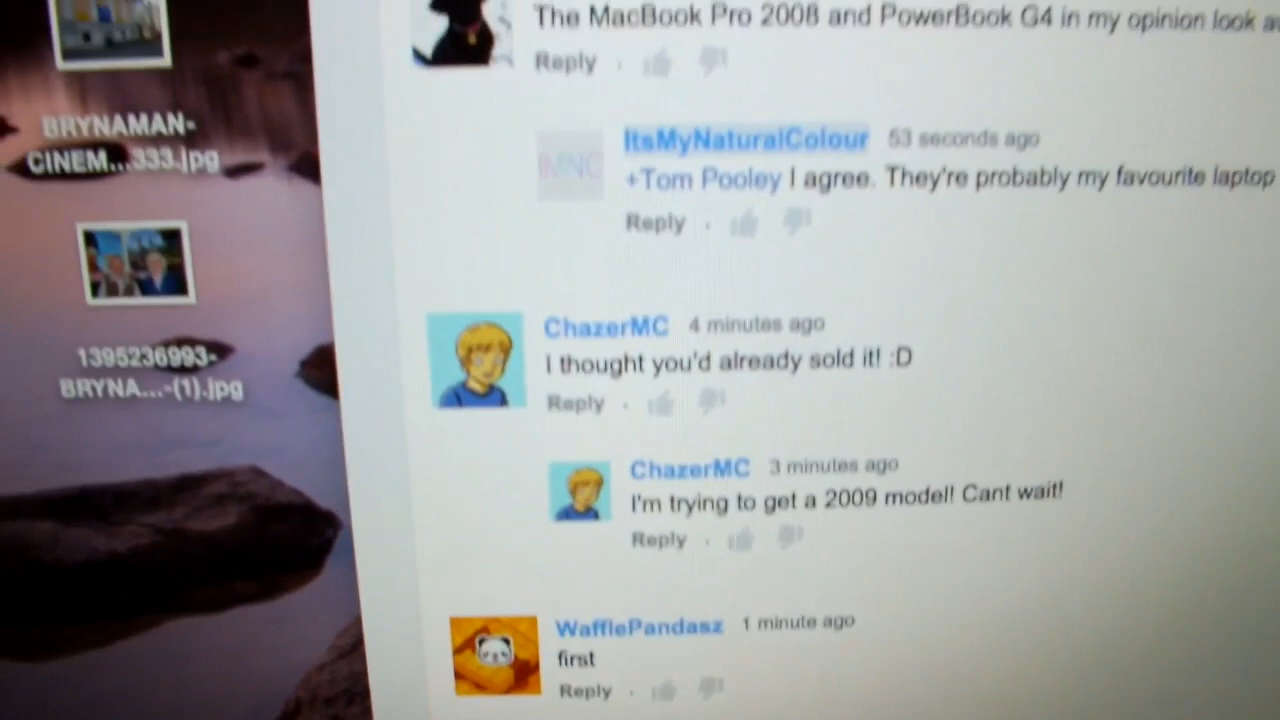 BRYNAMAN-
CINEM...333.jpg
1395236993-
BRYNA...-(1).jpg
The MacBook Pro 2008 and PowerBook G4 in my opinion look
Reply
IMNC
ItsMyNaturalColour 53 seconds ago
+Tom Pooley I agree. They're probably my favourite laptop
Reply
ChazerMC 4 minutes ago
I thought you'd already sold it! :D
Reply
ChazerMC 3 minutes ago
I'm trying to get a 2009 model! Cant wait!
Reply
WafflePandasz 1 minute ago
first
Reply